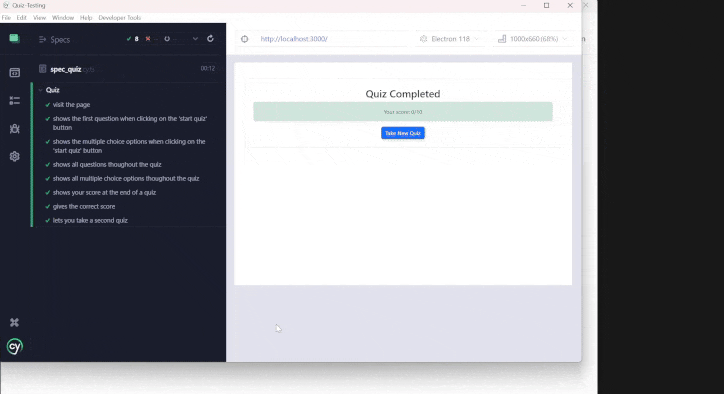 Quiz-Testing
File Edit View Window Help Developer Tools
Specs
8
http://localhost:3000/
Electron 118
1000x660 (68%)
n
spec_quiz
00:12
Quiz
visit the page
shows the first question when clicking on the 'start quiz'
button
shows the multiple choice options when clicking on the
'start quiz' button
shows all questions thoughout the quiz
shows all multiple choice options thoughout the quiz
shows your score at the end of a quiz
gives the correct score
lets you take a second quiz
Quiz Completed
Your score:
Take New Quiz
cy